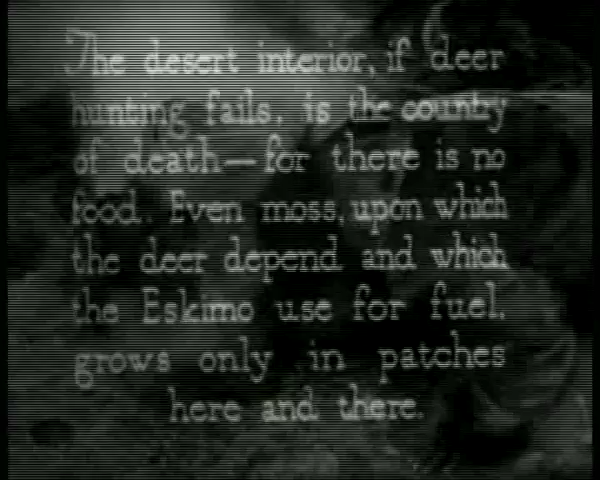 The desert interior, if deer
hunting fails, is the country
of death—for there is no
food. Even moss, upon which
the deer depend and which
the Eskimo use for fuel,
grows only in patches
here and there.